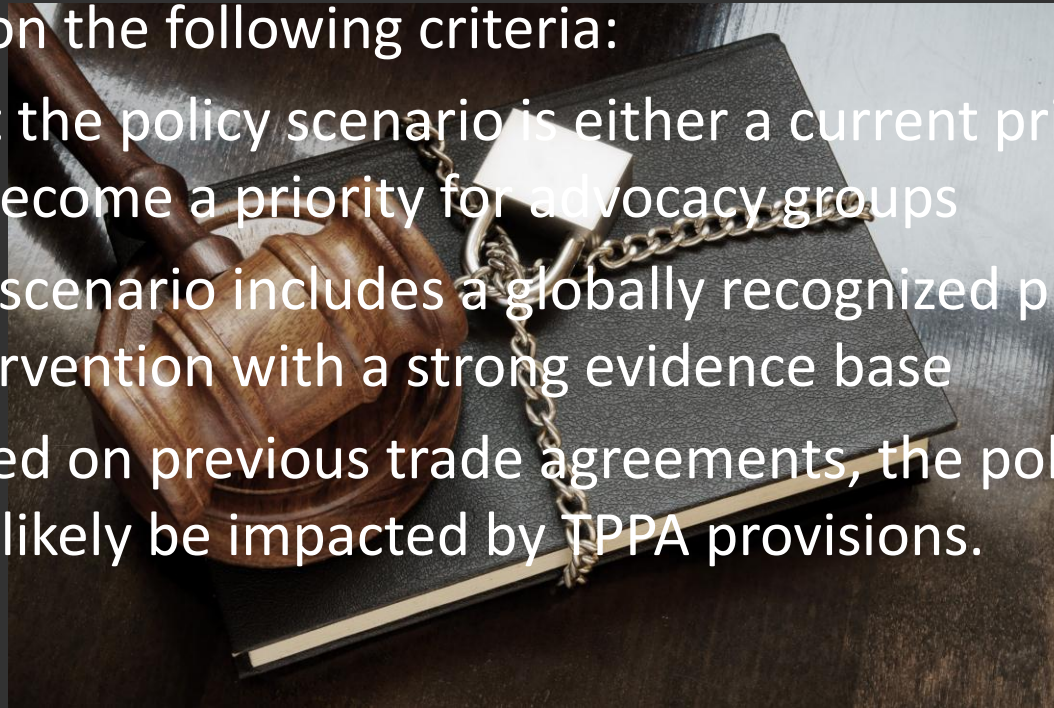 on the following criteria:
the policy scenario is either a current pr
ecome a priority for advocacy groups
scenario includes a globally recognized p
rvention with a strong evidence base
ed on previous trade agreements, the pol
likely be impacted by TPPA provisions.